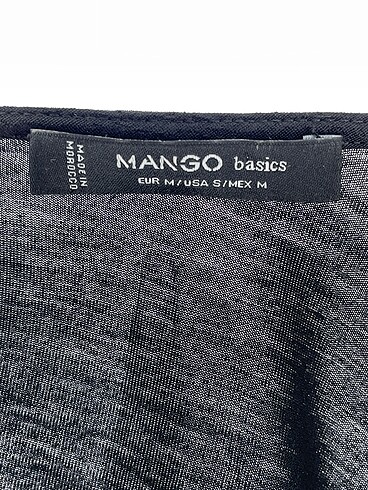 MADE IN
MOROCCO
MANGO basics
EUR M/USA S/MEX M